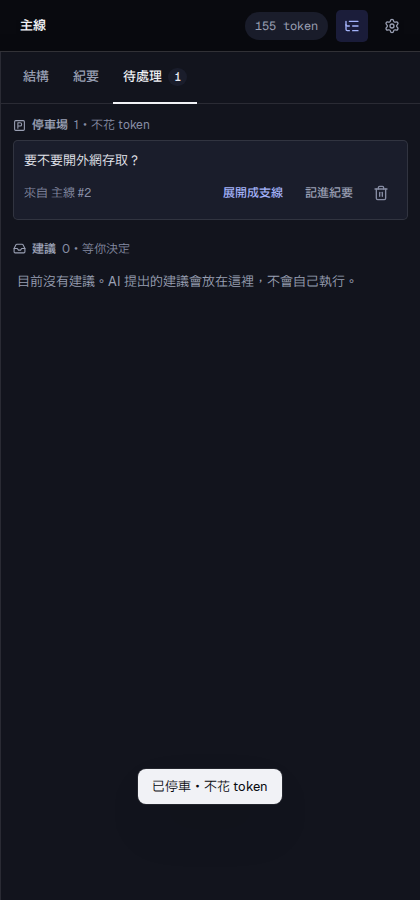 主線
155 token
結構 紀要 待處理 1
停車場 1・不花 token
要不要開外網存取？
來自 主線 #2 展開成支線 記進紀要
建議 0・等你決定
目前沒有建議。AI 提出的建議會放在這裡，不會自己執行。
已停車・不花 token